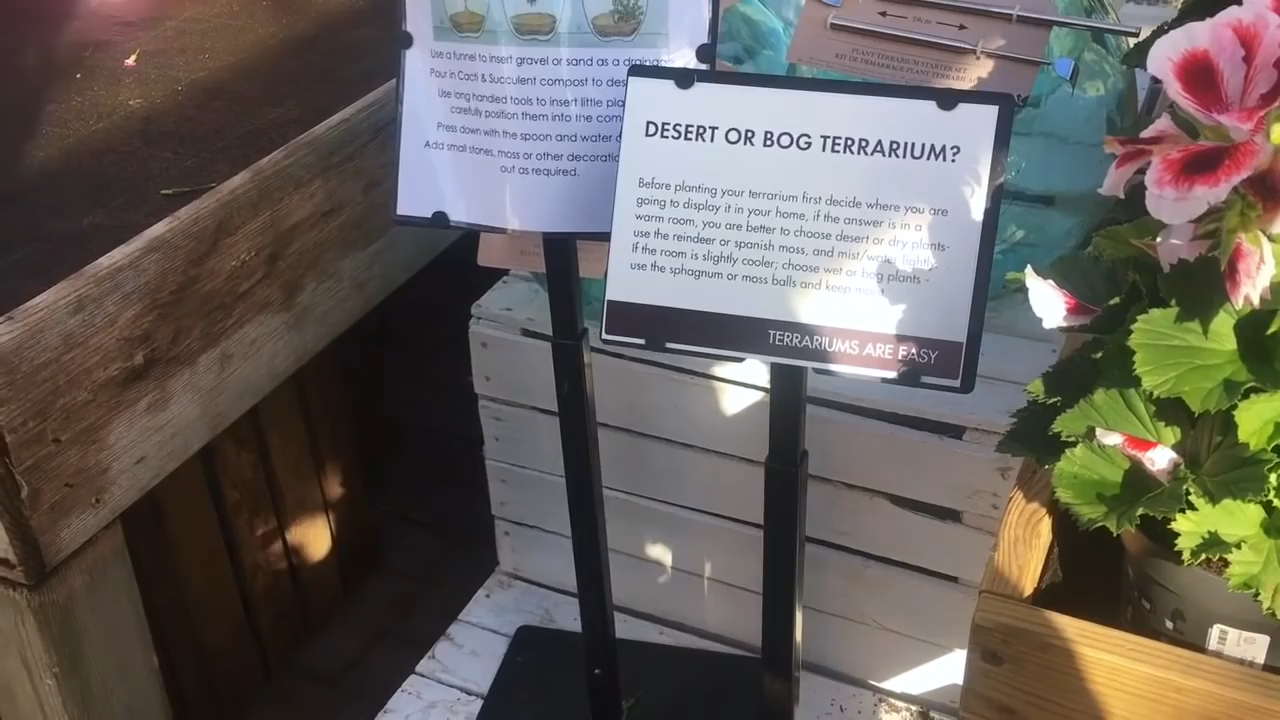 Use a funnel to insert gravel or sand as a drainage
Pour in Cacti & Succulent compost to
Use long handled tools to insert little
carefully position them into the
Press down with the spoon and water
Add small stones, moss or other
out as required.
59cm
PLANT TERRARIUM STARTER SET
KIT DE DÉMARRAGE PLANT TERRARIUM
DESERT OR BOG TERRARIUM?
Before planting your terrarium first decide where you are
going to display it in your home, if the answer is in a
warm room, you are better to choose desert or dry plants-
use the reindeer or spanish moss, and mist/water lightly.
If the room is slightly cooler; choose wet or bog plants -
use the sphagnum or moss balls and keep moist
TERRARIUMS ARE EASY